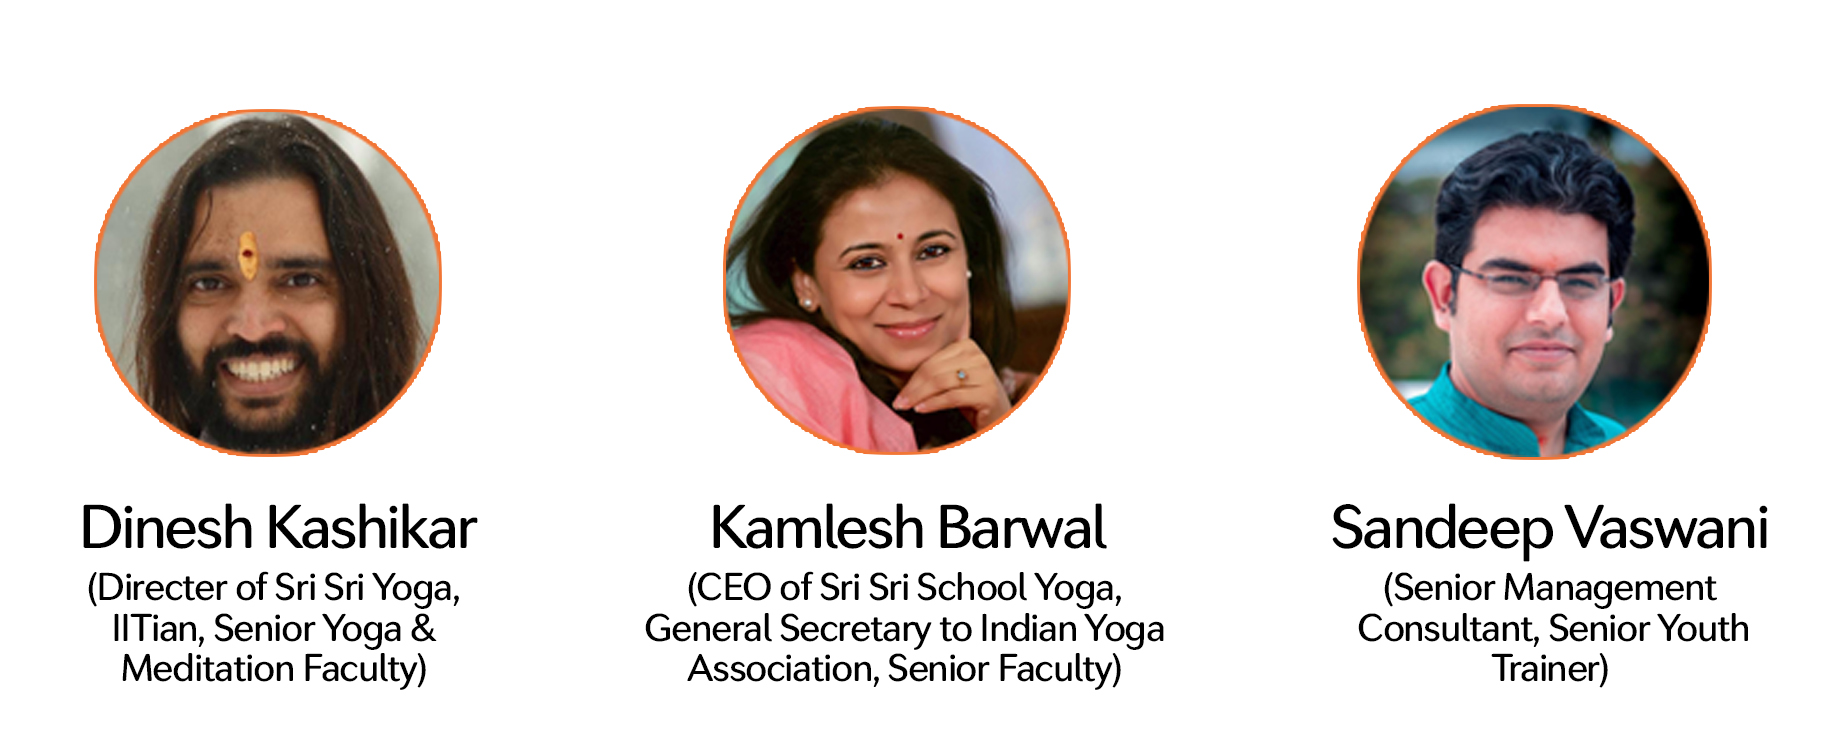 Dinesh Kashikar
(Directer of Sri Sri Yoga,
IITian, Senior Yoga &
Meditation Faculty)
Kamlesh Barwal
(CEO of Sri Sri School Yoga,
General Secretary to Indian Yoga
Association, Senior Faculty)
Sandeep Vaswani
(Senior Management
Consultant, Senior Youth
Trainer)